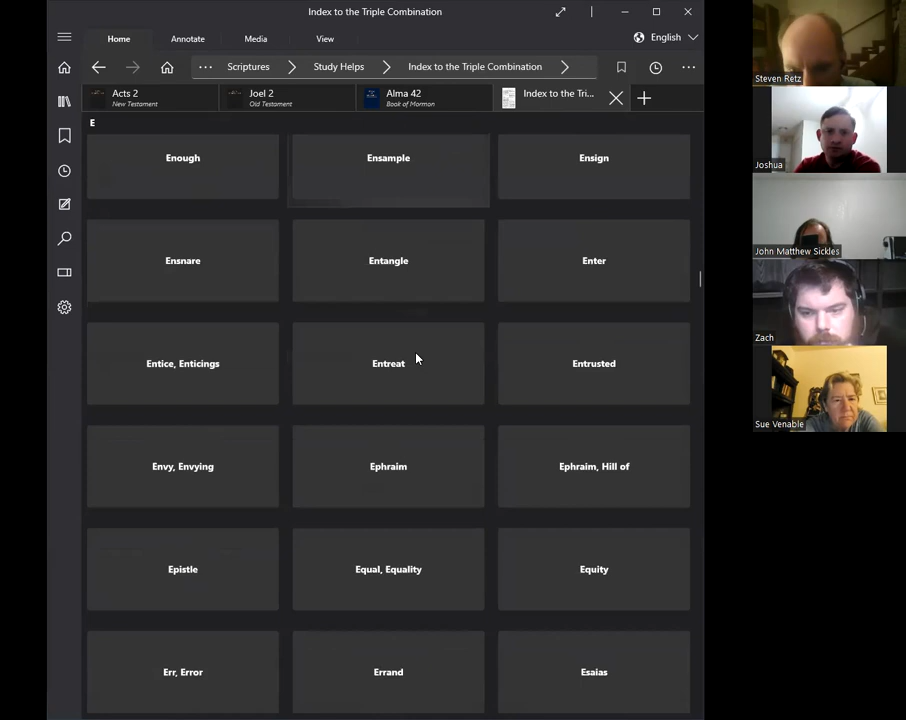 Index to the Triple Combination
Home Annotate Media View English
... Scriptures Study Helps Index to the Triple Combination ...
Acts 2
New Testament
Joel 2
Old Testament
Alma 42
Book of Mormon
Index to the Tri...
E
Enough Ensample Ensign
Ensnare Entangle Enter
Entice, Enticings Entreat Entrusted
Envy, Envying Ephraim Ephraim, Hill of
Epistle Equal, Equality Equity
Err, Error Errand Esaias
Steven Retz
Joshua
John Matthew Sickles
Zach
Sue Venable